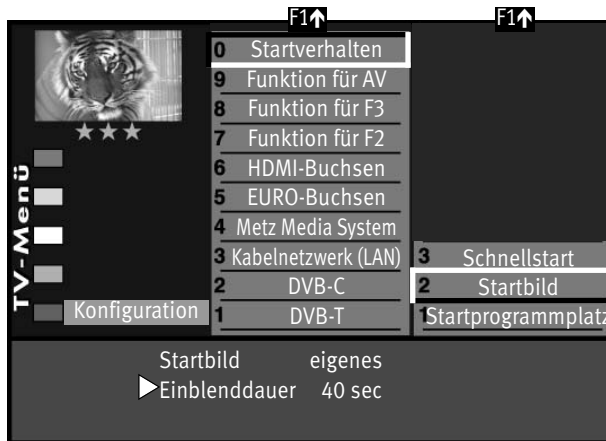 F1↑ F1↑
0 Startverhalten
9 Funktion für AV
8 Funktion für F3
7 Funktion für F2
6 HDMI-Buchsen
5 EURO-Buchsen
4 Metz Media System
3 Kabelnetzwerk (LAN)
2 DVB-C
1 DVB-T
3 Schnellstart
2 Startbild
1 Startprogrammplatz
TV-Menü
Konfiguration
Startbild eigenes
Einblenddauer 40 sec